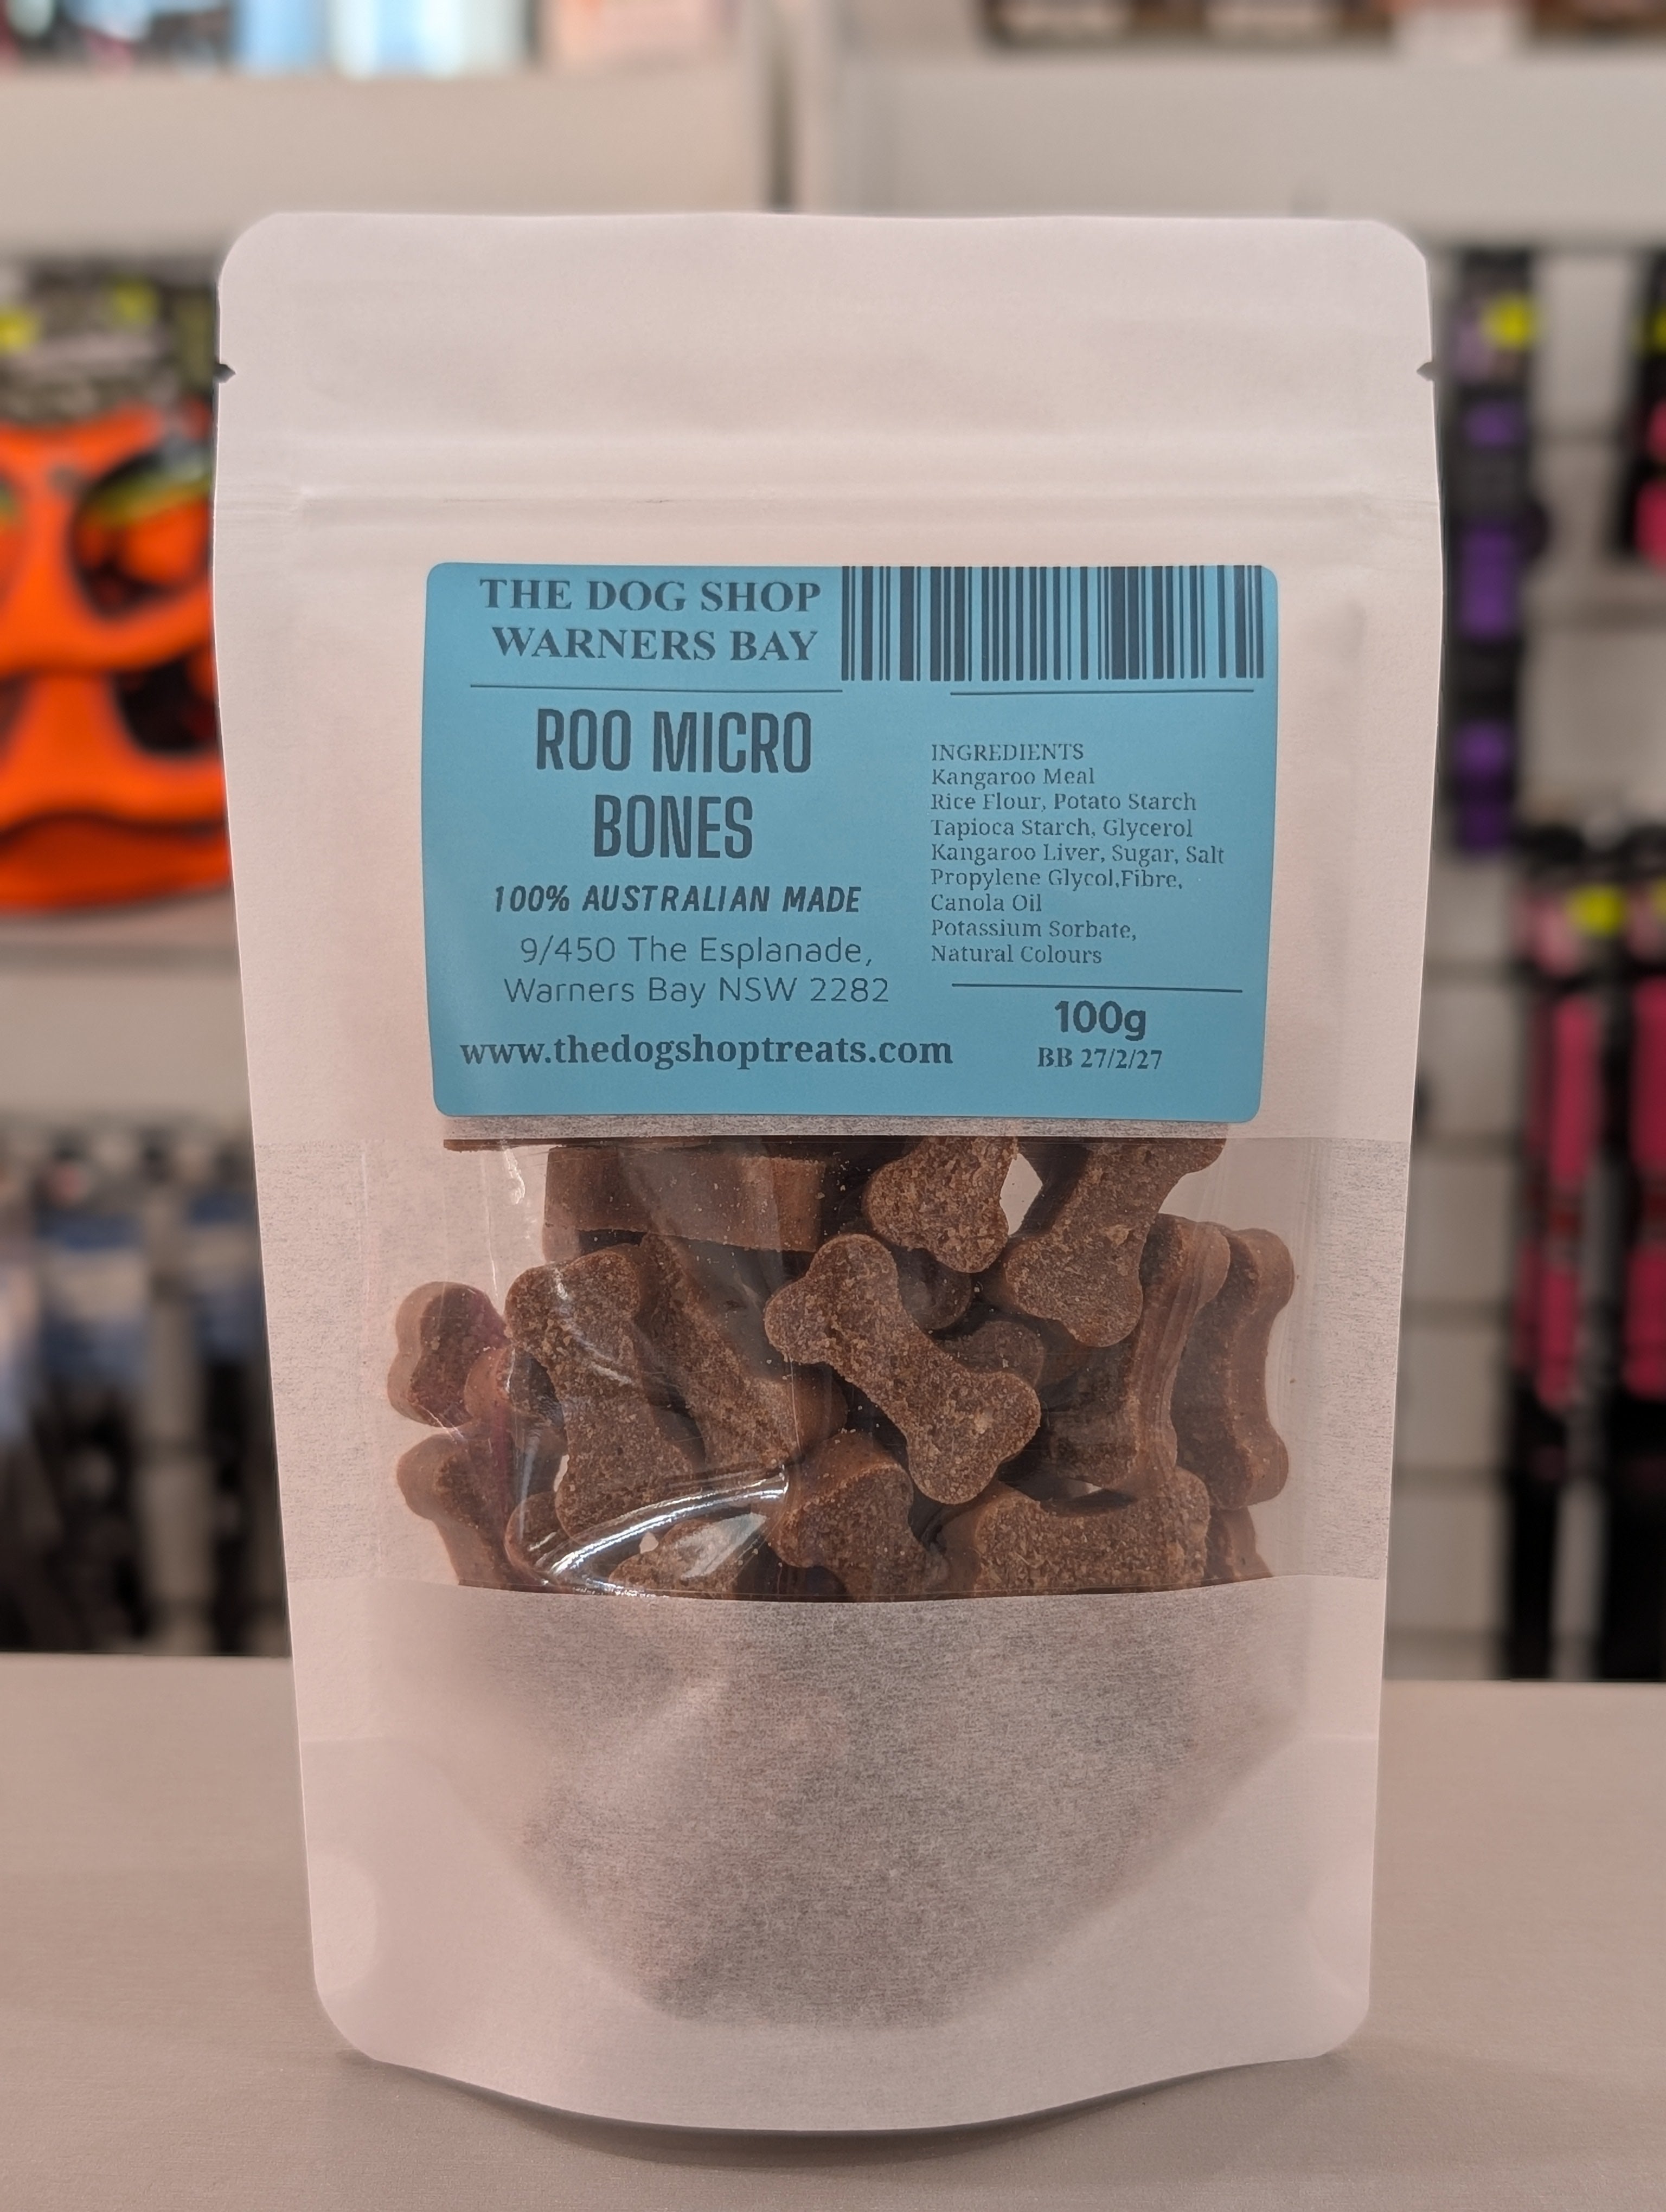 THE DOG SHOP
WARNERS BAY
ROO MICRO
BONES
100% AUSTRALIAN MADE
9/450 The Esplanade,
Warners Bay NSW 2282
www.thedogshoptreats.com
INGREDIENTS
Kangaroo Meal
Rice Flour, Potato Starch
Tapioca Starch, Glycerol
Kangaroo Liver, Sugar, Salt
Propylene Glycol,Fibre,
Canola Oil
Potassium Sorbate,
Natural Colours
100g
BB 27/2/27